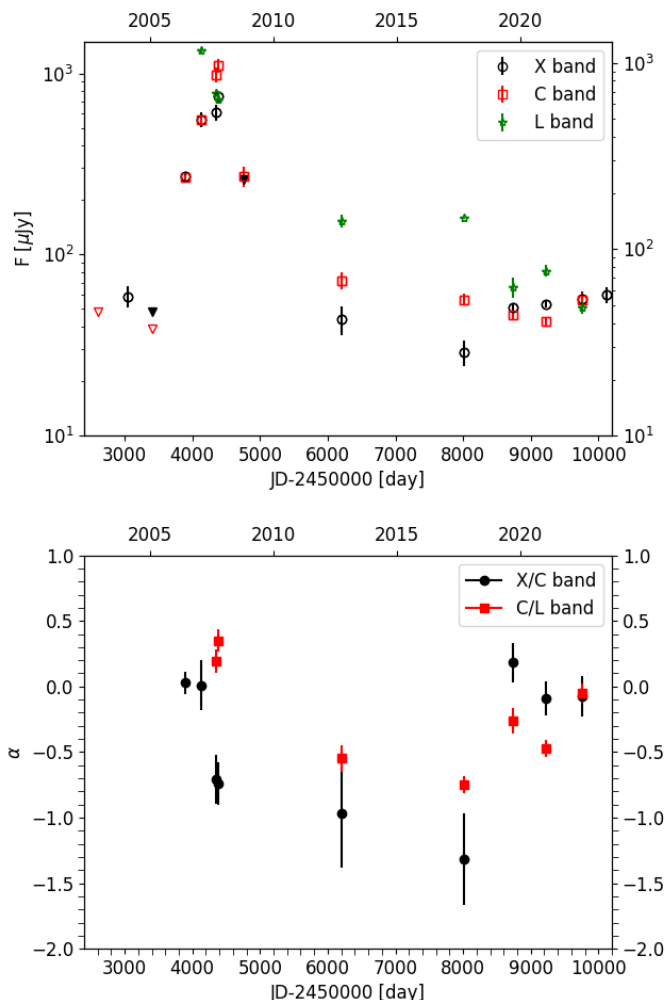 2005 2010 2015 2020
10³ 10³
X band
C band
L band
F [μJy]
10² 10²
10¹ 10¹
3000 4000 5000 6000 7000 8000 9000 10000
JD-2450000 [day]
2005 2010 2015 2020
1.0 1.0
X/C band
C/L band
0.5 0.5
0.0 0.0
α
−0.5 −0.5
−1.0 −1.0
−1.5 −1.5
−2.0 −2.0
3000 4000 5000 6000 7000 8000 9000 10000
JD-2450000 [day]